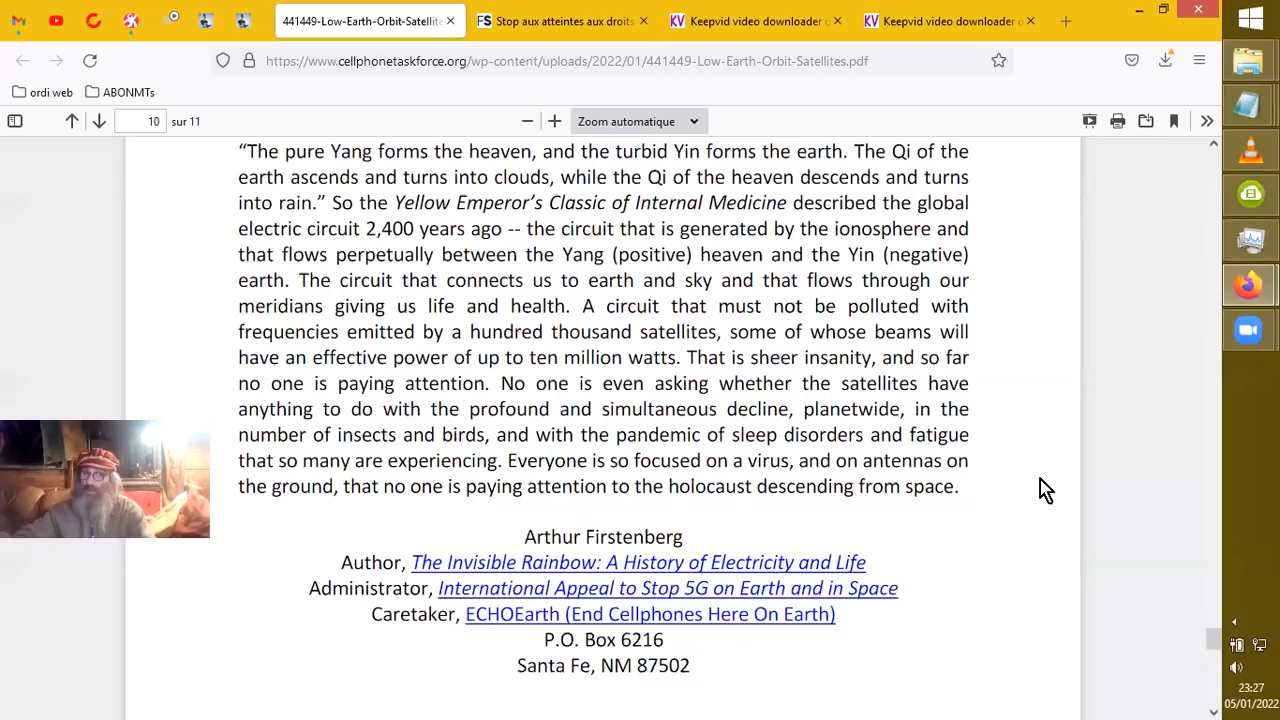 441449-Low-Earth-Orbit-Satellite
Stop aux atteintes aux droits
Keepvid video downloader o
Keepvid video downloader o
https://www.cellphonetaskforce.org/wp-content/uploads/2022/01/441449-Low-Earth-Orbit-Satellites.pdf
ordi web
ABONMTs
10 sur 11
Zoom automatique
“The pure Yang forms the heaven, and the turbid Yin forms the earth. The Qi of the
earth ascends and turns into clouds, while the Qi of the heaven descends and turns
into rain.” So the Yellow Emperor’s Classic of Internal Medicine described the global
electric circuit 2,400 years ago -- the circuit that is generated by the ionosphere and
that flows perpetually between the Yang (positive) heaven and the Yin (negative)
earth. The circuit that connects us to earth and sky and that flows through our
meridians giving us life and health. A circuit that must not be polluted with
frequencies emitted by a hundred thousand satellites, some of whose beams will
have an effective power of up to ten million watts. That is sheer insanity, and so far
no one is paying attention. No one is even asking whether the satellites have
anything to do with the profound and simultaneous decline, planetwide, in the
number of insects and birds, and with the pandemic of sleep disorders and fatigue
that so many are experiencing. Everyone is so focused on a virus, and on antennas on
the ground, that no one is paying attention to the holocaust descending from space.
Arthur Firstenberg
Author, The Invisible Rainbow: A History of Electricity and Life
Administrator, International Appeal to Stop 5G on Earth and in Space
Caretaker, ECHOEarth (End Cellphones Here On Earth)
P.O. Box 6216
Santa Fe, NM 87502
23:27
05/01/2022